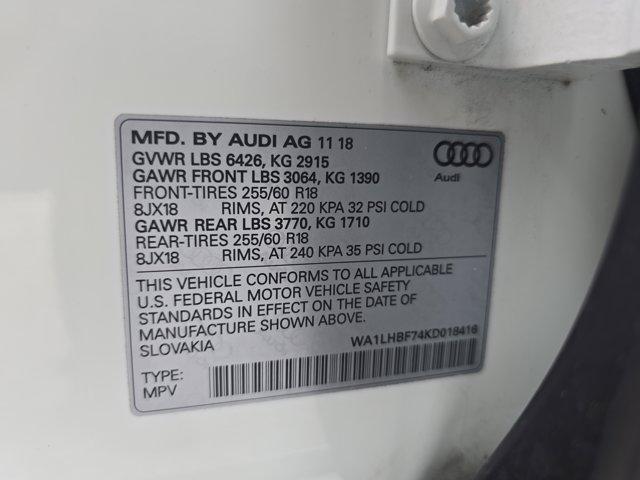 MFD. BY AUDI AG 11 18
GVWR LBS 6426, KG 2915
GAWR FRONT LBS 3064, KG 1390
FRONT-TIRES 255/60 R18
8JX18 RIMS, AT 220 KPA 32 PSI COLD
GAWR REAR LBS 3770, KG 1710
REAR-TIRES 255/60 R18
8JX18 RIMS, AT 240 KPA 35 PSI COLD
Audi
THIS VEHICLE CONFORMS TO ALL APPLICABLE
U.S. FEDERAL MOTOR VEHICLE SAFETY
STANDARDS IN EFFECT ON THE DATE OF
MANUFACTURE SHOWN ABOVE.
SLOVAKIA WA1LHBF74KD018416
TYPE:
MPV